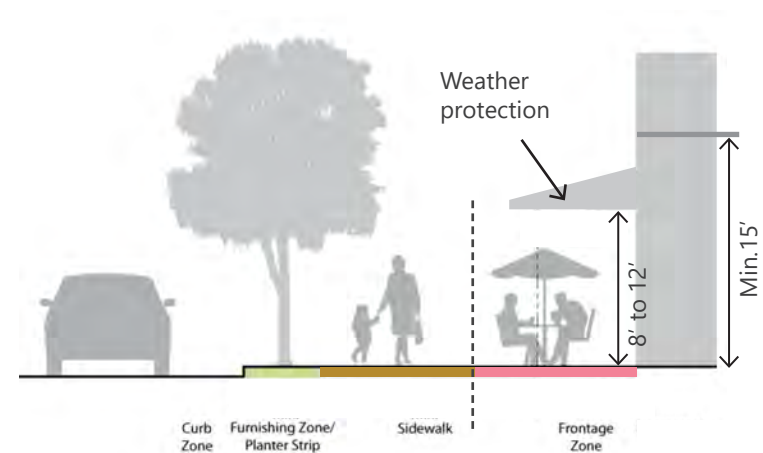 Weather
protection
8' to 12'
Min.15'
Curb
Zone
Furnishing Zone/
Planter Strip
Sidewalk
Frontage
Zone